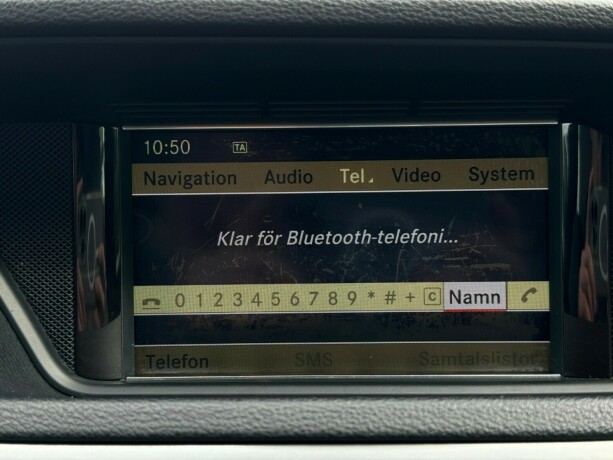 10:50 TA
Navigation Audio Tel Video System
Klar för Bluetooth-telefoni...
0 1 2 3 4 5 6 7 8 9 * # + C Namn
Telefon SMS Samtalslistor